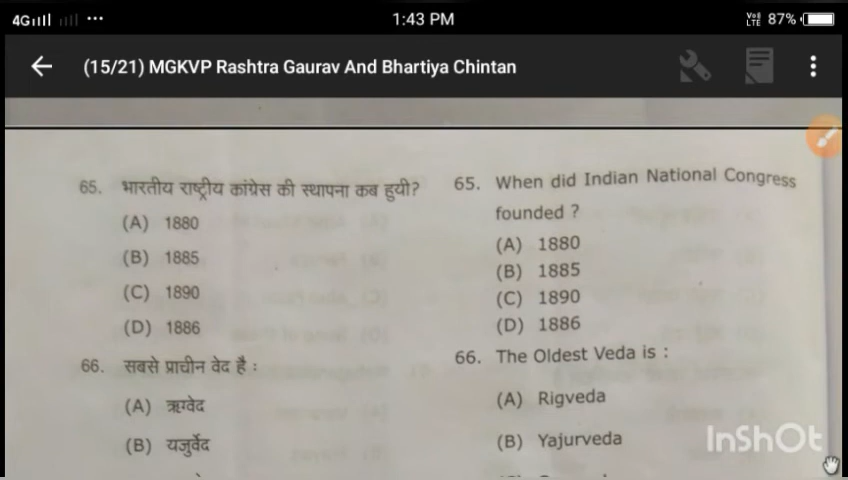 4G
1:43 PM
VoB LTE 87%
(15/21) MGKVP Rashtra Gaurav And Bhartiya Chintan
65. भारतीय राष्ट्रीय कांग्रेस की स्थापना कब हुयी?
(A) 1880
(B) 1885
(C) 1890
(D) 1886
66. सबसे प्राचीन वेद है :
(A) ऋग्वेद
(B) यजुर्वेद
65. When did Indian National Congress
founded ?
(A) 1880
(B) 1885
(C) 1890
(D) 1886
66. The Oldest Veda is :
(A) Rigveda
(B) Yajurveda
InShOt